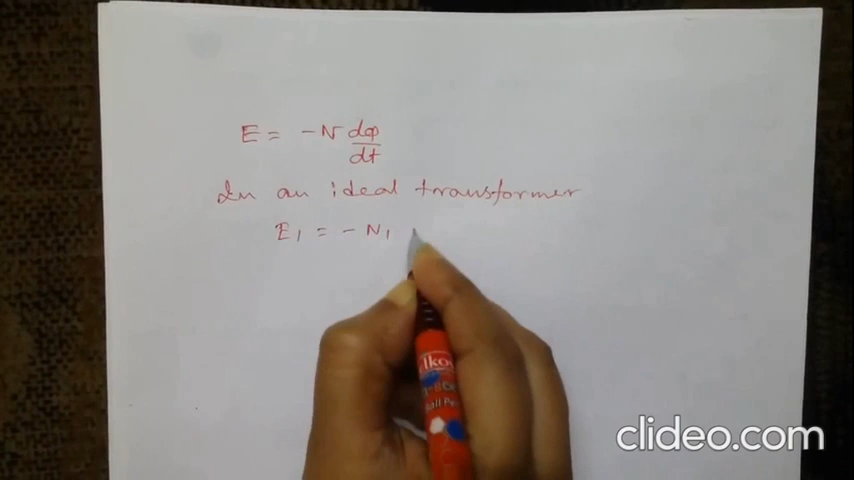 E = -N dφ/dt
In an ideal transformer
E₁ = - N₁
clideo.com